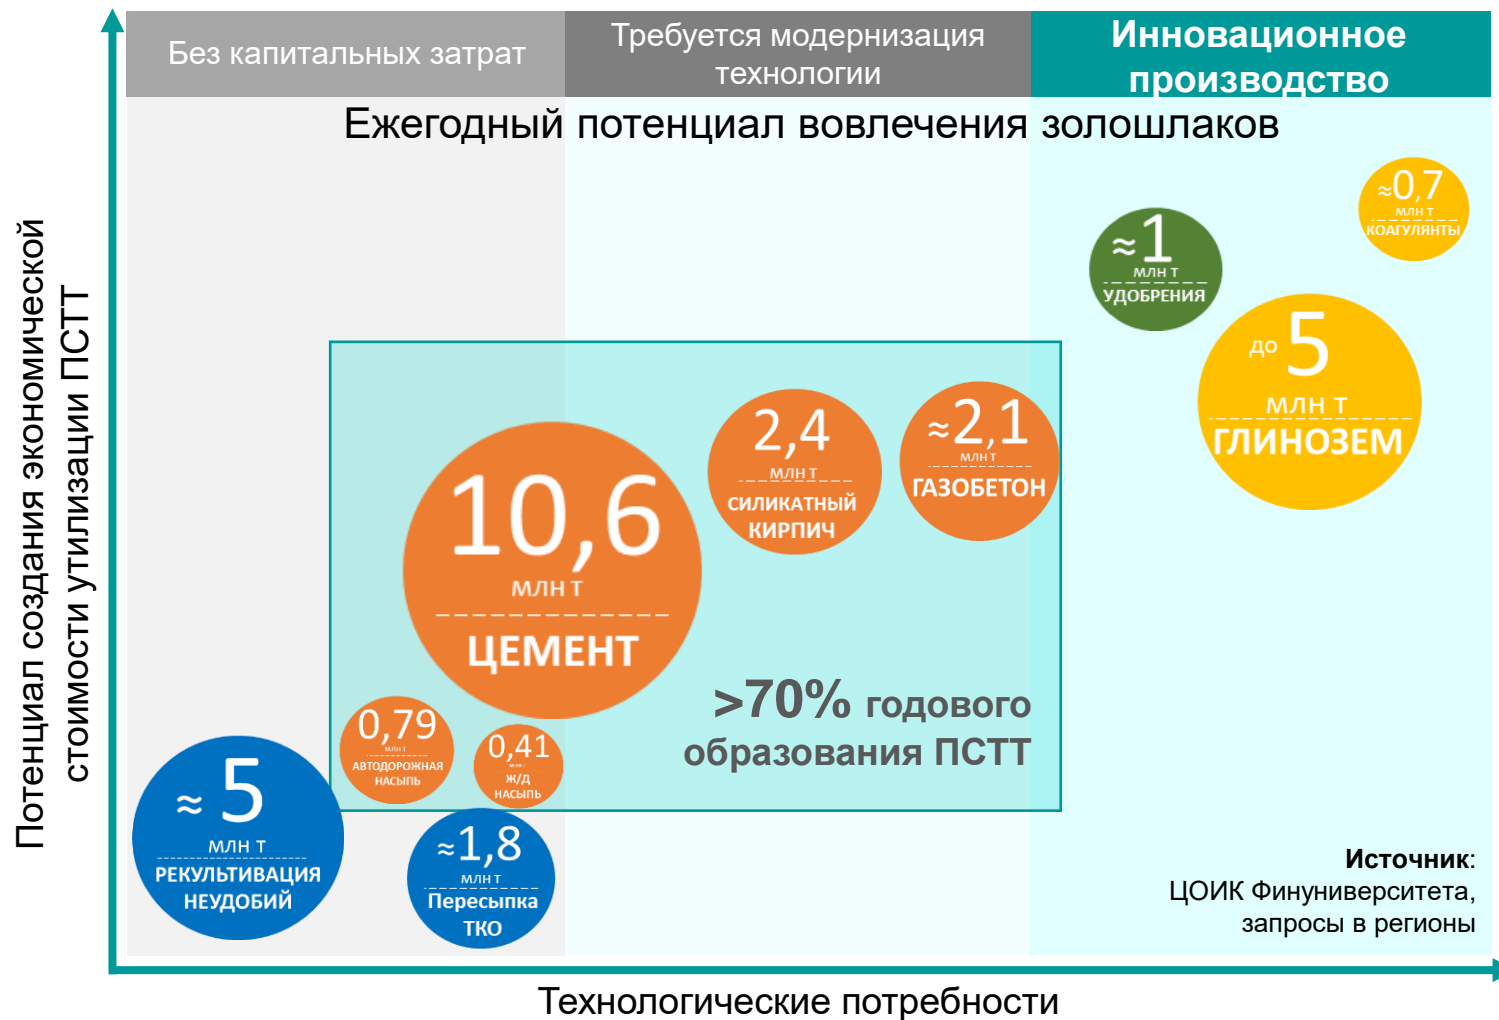 Без капитальных затрат
Требуется модернизация
технологии
Инновационное
производство
Ежегодный потенциал вовлечения золошлаков
Потенциал создания экономической
стоимости утилизации ПСТТ
≈0,7
МЛН Т
КОАГУЛЯНТЫ
≈1
МЛН Т
УДОБРЕНИЯ
до 5
МЛН Т
ГЛИНОЗЕМ
2,4
МЛН Т
СИЛИКАТНЫЙ
КИРПИЧ
≈2,1
МЛН Т
ГАЗОБЕТОН
10,6
МЛН Т
ЦЕМЕНТ
>70% годового
образования ПСТТ
0,79
МЛН Т
АВТОДОРОЖНАЯ
НАСЫПЬ
0,41
МЛН Т
Ж/Д
НАСЫПЬ
≈ 5
МЛН Т
РЕКУЛЬТИВАЦИЯ
НЕУДОБИЙ
≈1,8
МЛН Т
Пересыпка
ТКО
Источник:
ЦОИК Финуниверситета,
запросы в регионы
Технологические потребности